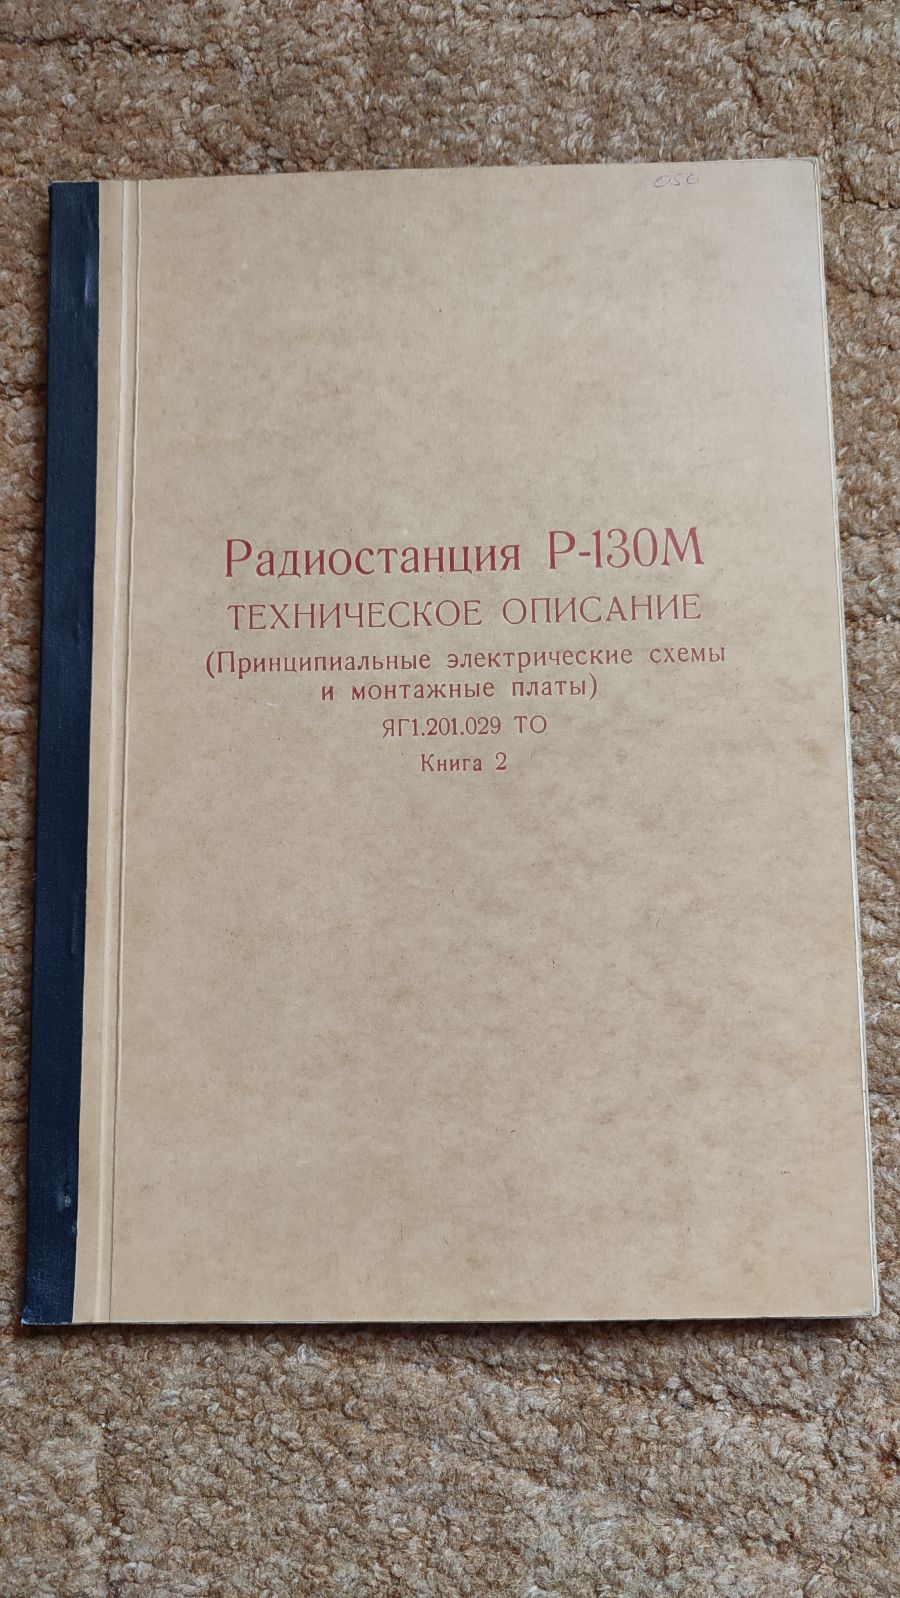 056
Радиостанция Р-130М
ТЕХНИЧЕСКОЕ ОПИСАНИЕ
(Принципиальные электрические схемы
и монтажные платы)
ЯГ1.201.029 ТО
Книга 2